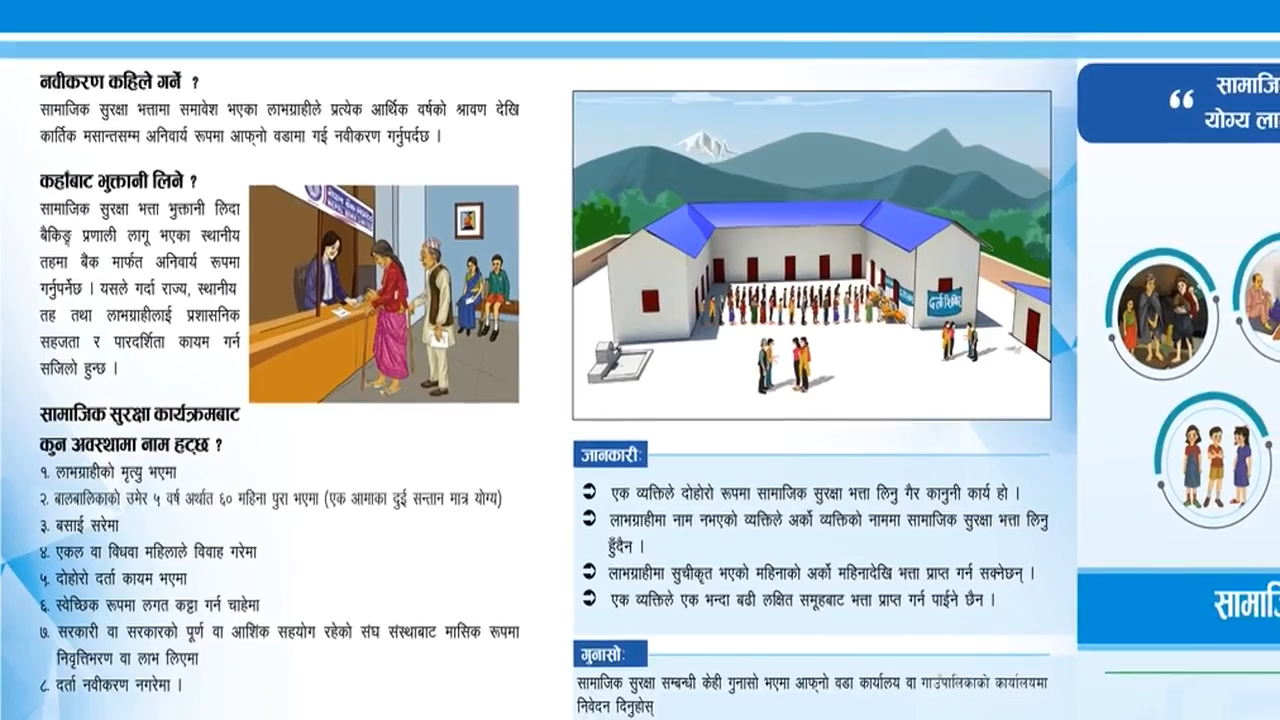 नवीकरण कहिले गर्ने ?
सामाजिक सुरक्षा भत्तामा समावेश भएका लाभग्राहीले प्रत्येक आर्थिक वर्षको श्रावण देखि
कार्तिक मसान्तसम्म अनिवार्य रूपमा आफ्नो वडामा गई नवीकरण गर्नुपर्दछ ।
कहाँबाट भुक्तानी लिने ?
सामाजिक सुरक्षा भत्ता भुक्तानी लिदा
बैकिङ्ग प्रणाली लागू भएका स्थानीय
तहमा बैक मार्फत अनिवार्य रूपमा
गर्नुपर्नेछ । यसले गर्दा राज्य, स्थानीय
तह तथा लाभग्राहीलाई प्रशासनिक
सहजता र पारदर्शिता कायम गर्न
सजिलो हुन्छ ।
सामाजिक सुरक्षा कार्यक्रमबाट
कुन अवस्थामा नाम हट्छ ?
१. लाभग्राहीको मृत्यु भएमा
२. बालबालिकाको उमेर ५ वर्ष अर्थात ६० महिना पुरा भएमा (एक आमाका दुई सन्तान मात्र योग्य)
३. बसाई सरेमा
४. एकल वा विधवा महिलाले विवाह गरेमा
५. दोहोरो दर्ता कायम भएमा
६. स्वेच्छिक रूपमा लगत कट्टा गर्न चाहेमा
७. सरकारी वा सरकारको पूर्ण वा आशिंक सहयोग रहेको संघ संस्थाबाट मासिक रूपमा
निवृत्तिभरण वा लाभ लिएमा
८. दर्ता नवीकरण नगरेमा ।
दर्ता शिविर
जानकारी:
एक व्यक्तिले दोहोरो रूपमा सामाजिक सुरक्षा भत्ता लिनु गैर कानुनी कार्य हो ।
लाभग्राहीमा नाम नभएको व्यक्तिले अर्को व्यक्तिको नाममा सामाजिक सुरक्षा भत्ता लिनु
हुँदैन ।
लाभग्राहीमा सुचीकृत भएको महिनाको अर्को महिनादेखि भत्ता प्राप्त गर्न सक्नेछन् ।
एक व्यक्तिले एक भन्दा बढी लक्षित समूहबाट भत्ता प्राप्त गर्न पाईने छैन ।
गुनासो:
सामाजिक सुरक्षा सम्बन्धी केही गुनासो भएमा आफ्नो वडा कार्यालय वा गाउँपालिकाको कार्यालयमा
निवेदन दिनुहोस्
“ सामाजि
योग्य ला
सामाजि